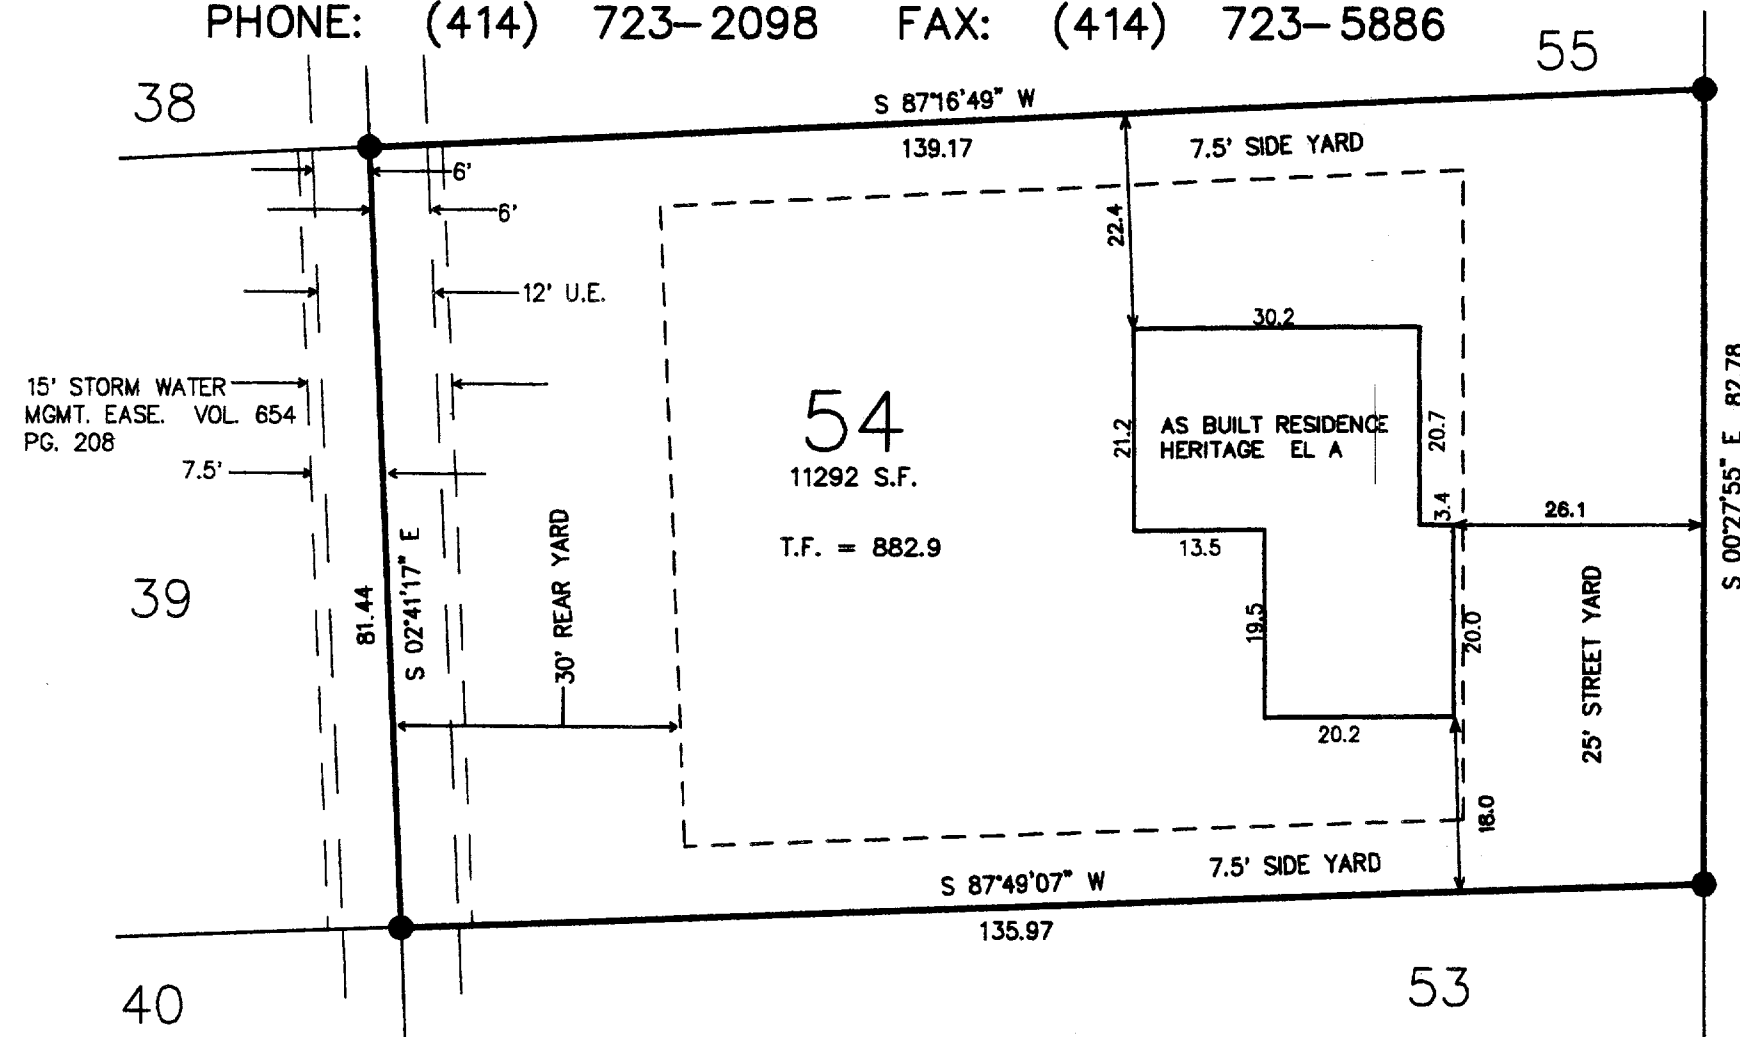 PHONE: (414) 723-2098 FAX: (414) 723-5886
55
38
S 87°16'49" W
139.17
7.5' SIDE YARD
6'
6'
22.4
12' U.E.
30.2
15' STORM WATER
MGMT. EASE. VOL. 654
PG. 208
7.5'
54
11292 S.F.
T.F. = 882.9
21.2
AS BUILT RESIDENCE
HERITAGE EL A
20.7
3.4
26.1
S 00°27'55" E 82.78
13.5
39
81.44
S 02°41'17" E
30' REAR YARD
19.5
20.0
25' STREET YARD
20.2
18.0
7.5' SIDE YARD
S 87°49'07" W
135.97
53
40